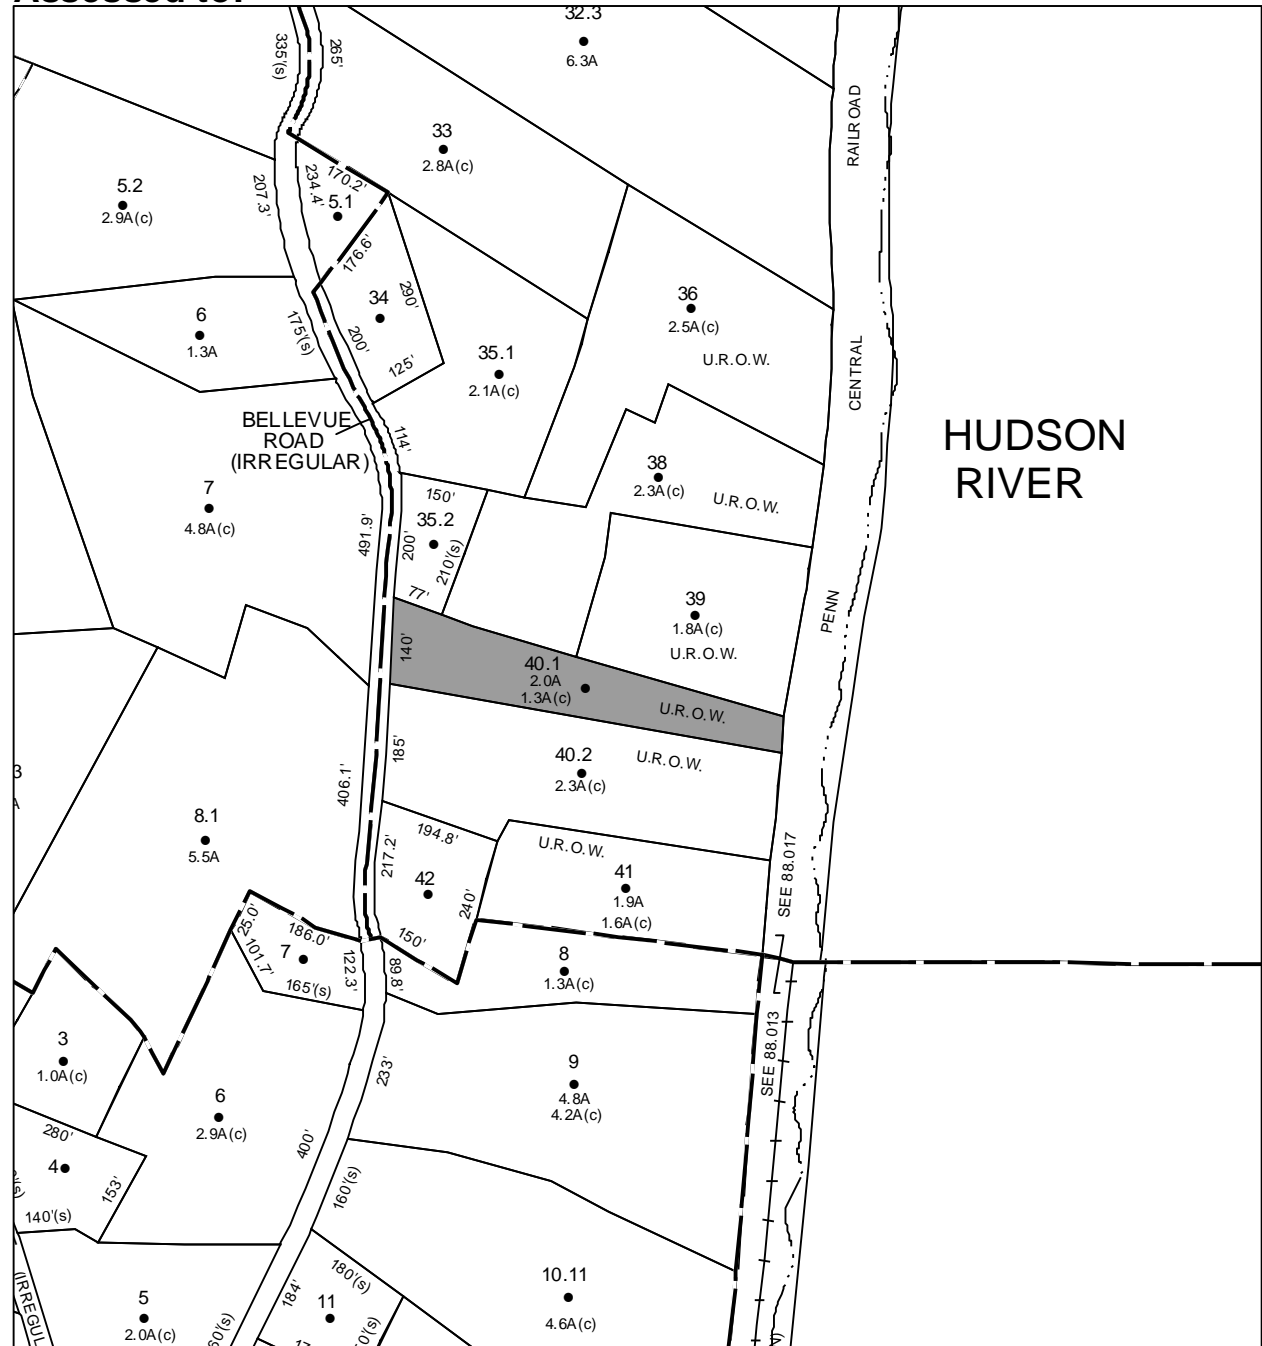 32.3
6.3A
335'(s)
265'
RAILROAD
33
2.8A(c)
170.2'
234.4'
5.1
5.2
2.9A(c)
207.3'
176.6'
290'
34
36
2.5A(c)
U.R.O.W.
6
1.3A
175'(s)
200'
125'
35.1
2.1A(c)
CENTRAL
BELLEVUE
ROAD
(IRREGULAR)
114'
HUDSON
RIVER
38
2.3A(c)
U.R.O.W.
7
4.8A(c)
150'
35.2
491.9'
200'
210'(s)
77'
39
1.8A(c)
U.R.O.W.
PENN
140'
40.1
2.0A
1.3A(c)
U.R.O.W.
185'
40.2
2.3A(c)
U.R.O.W.
3
406.1'
8.1
5.5A
194.8'
217.2'
U.R.O.W.
42
240'
41
1.9A
1.6A(c)
SEE 88.017
25.0'
186.0'
101.7'
7
165'(s)
122.3'
89.8'
150'
8
1.3A(c)
SEE 88.013
3
1.0A(c)
233'
9
4.8A
4.2A(c)
6
2.9A(c)
280'
4
153'
140'(s)
400'
160'(s)
10.11
4.6A(c)
180'(s)
184'
11
5
2.0A(c)
(IRREGUL
60'(s)
0'(s)